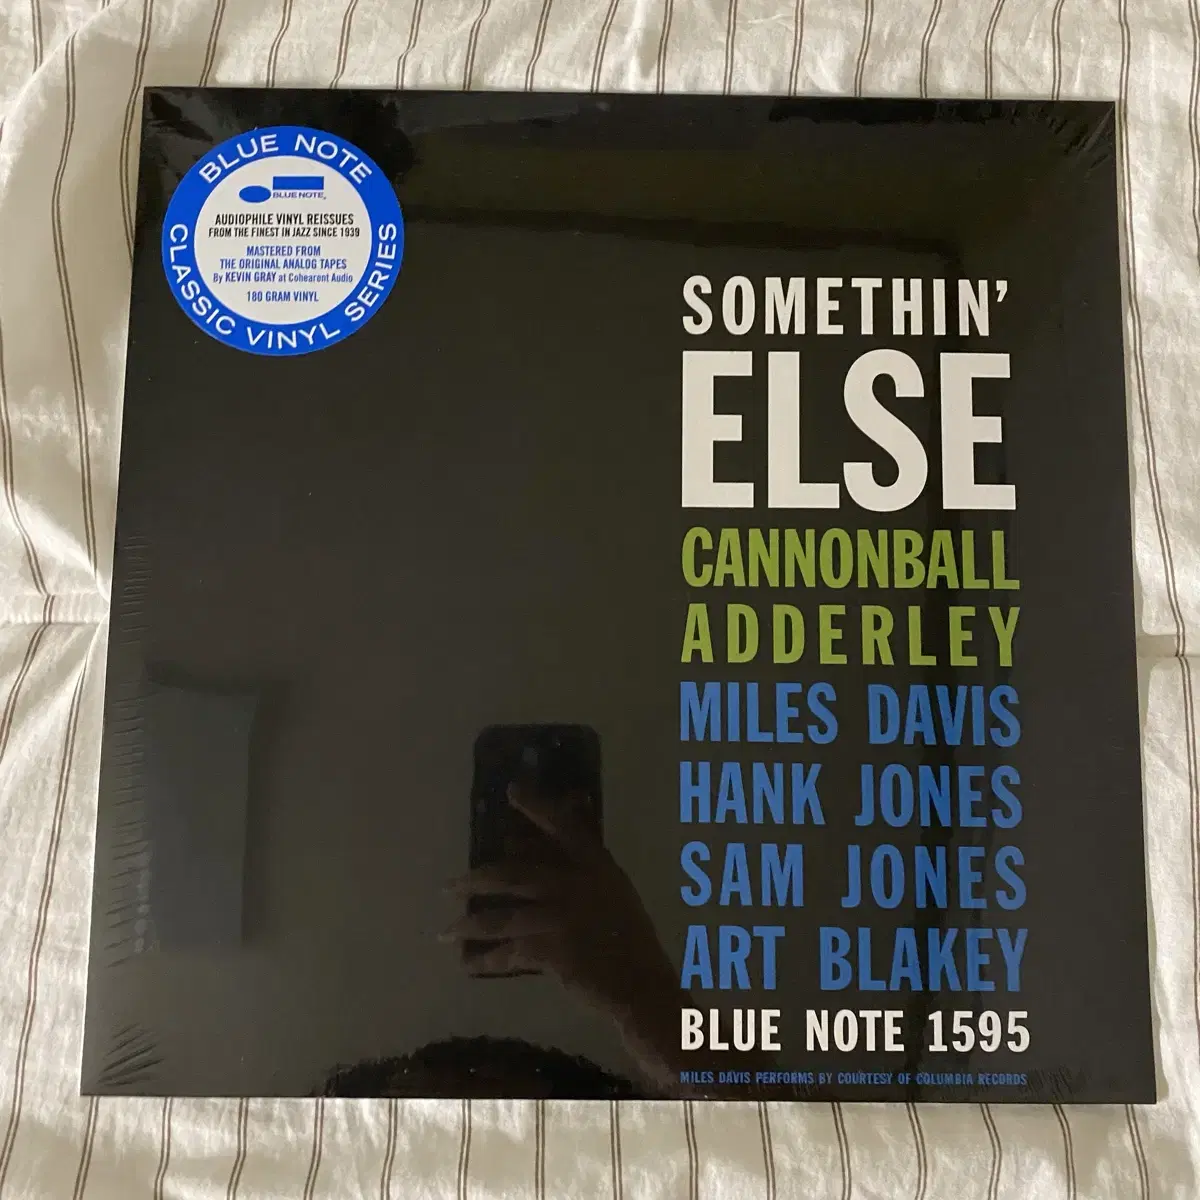 BLUE NOTE
BLUE NOTE
AUDIOPHILE VINYL REISSUES
FROM THE FINEST IN JAZZ SINCE 1939
MASTERED FROM
THE ORIGINAL ANALOG TAPES
By KEVIN GRAY at Cohearent Audio
180 GRAM VINYL
CLASSIC VINYL SERIES
SOMETHIN'
ELSE
CANNONBALL
ADDERLEY
MILES DAVIS
HANK JONES
SAM JONES
ART BLAKEY
BLUE NOTE 1595
MILES DAVIS PERFORMS BY COURTESY OF COLUMBIA RECORDS